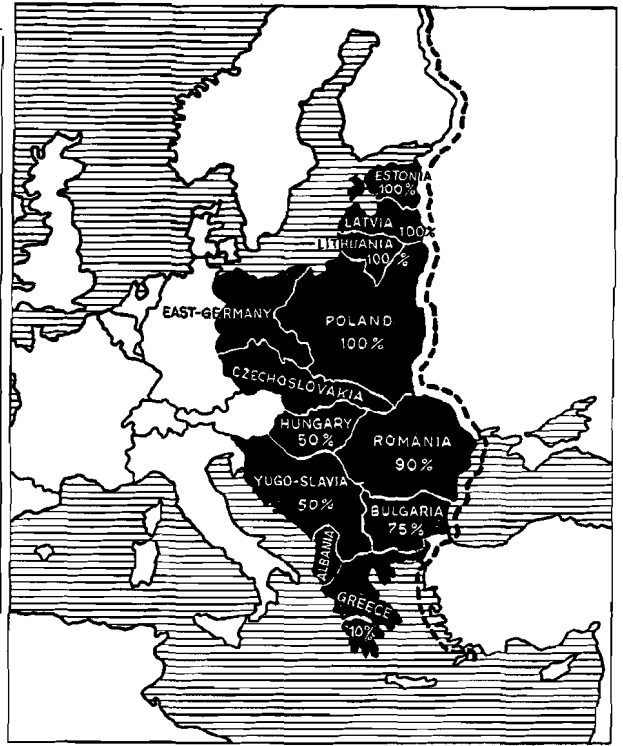 ESTONIA
100%
LATVIA 100%
LITHUANIA
100%
EAST-GERMANY
POLAND
100%
CZECHOSLOVAKIA
HUNGARY
50%
ROMANIA
90%
YUGO-SLAVIA
50%
BULGARIA
75%
ALBANIA
GREECE
10%